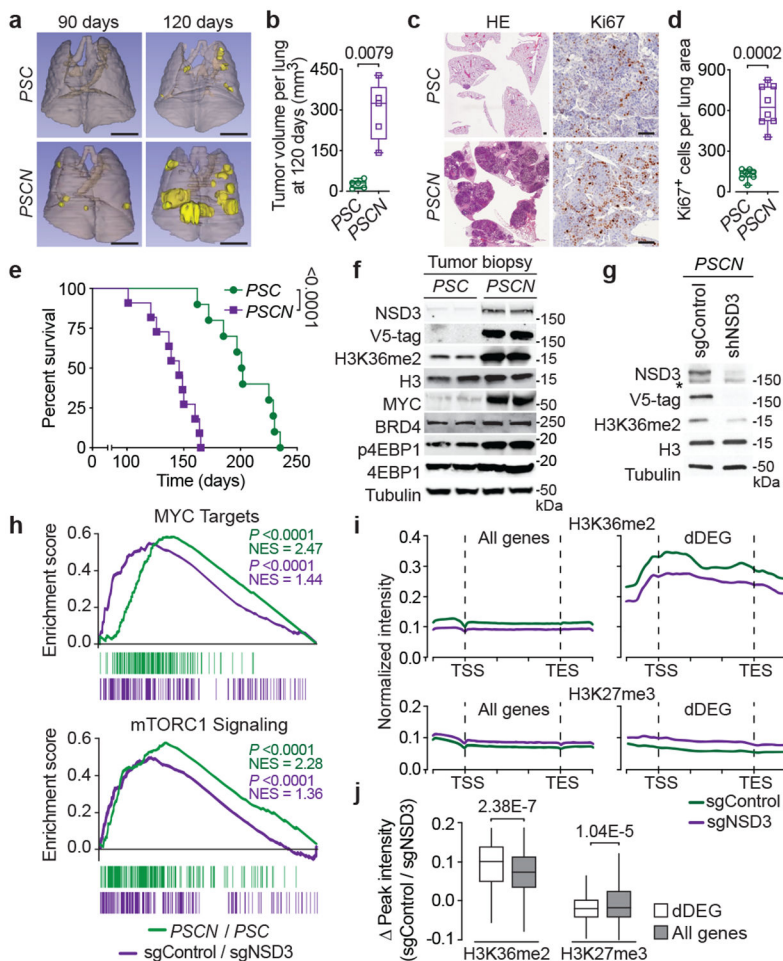 a
90 days 120 days
PSC
PSCN
b
Tumor volume per lung
at 120 days (mm³)
0.0079
450
300
150
0
PSC
PSCN
c
HE Ki67
PSC
PSCN
d
Ki67⁺ cells per lung area
0.0002
900
600
400
0
PSC
PSCN
e
Percent survival
100
75
50
25
0
0 100 150 200 250
Time (days)
PSC
PSCN
<0.0001
f
Tumor biopsy
PSC PSCN
NSD3 -150
V5-tag -150
H3K36me2 -15
H3 -15
MYC -50
BRD4 -250
p4EBP1 -20
4EBP1 -20
Tubulin -50
kDa
g
PSCN
sgControl
shNSD3
NSD3
* -150
V5-tag -150
H3K36me2 -15
H3 -15
Tubulin -50
kDa
h
MYC Targets
Enrichment score
0.6
0.4
0.2
0.0
P <0.0001
NES = 2.47
P <0.0001
NES = 1.44
mTORC1 Signaling
Enrichment score
0.6
0.4
0.2
0.0
P <0.0001
NES = 2.28
P <0.0001
NES = 1.36
PSCN / PSC
sgControl / sgNSD3
i
H3K36me2
Normalized intensity
0.4
0.3
0.2
0.1
0.0
All genes dDEG
TSS TES TSS TES
H3K27me3
0.2
0.1
0.0
All genes dDEG
TSS TES TSS TES
sgControl
sgNSD3
j
Δ Peak intensity
(sgControl / sgNSD3)
2.38E-7
1.04E-5
0.2
0.1
0.0
-0.1
H3K36me2 H3K27me3
dDEG
All genes